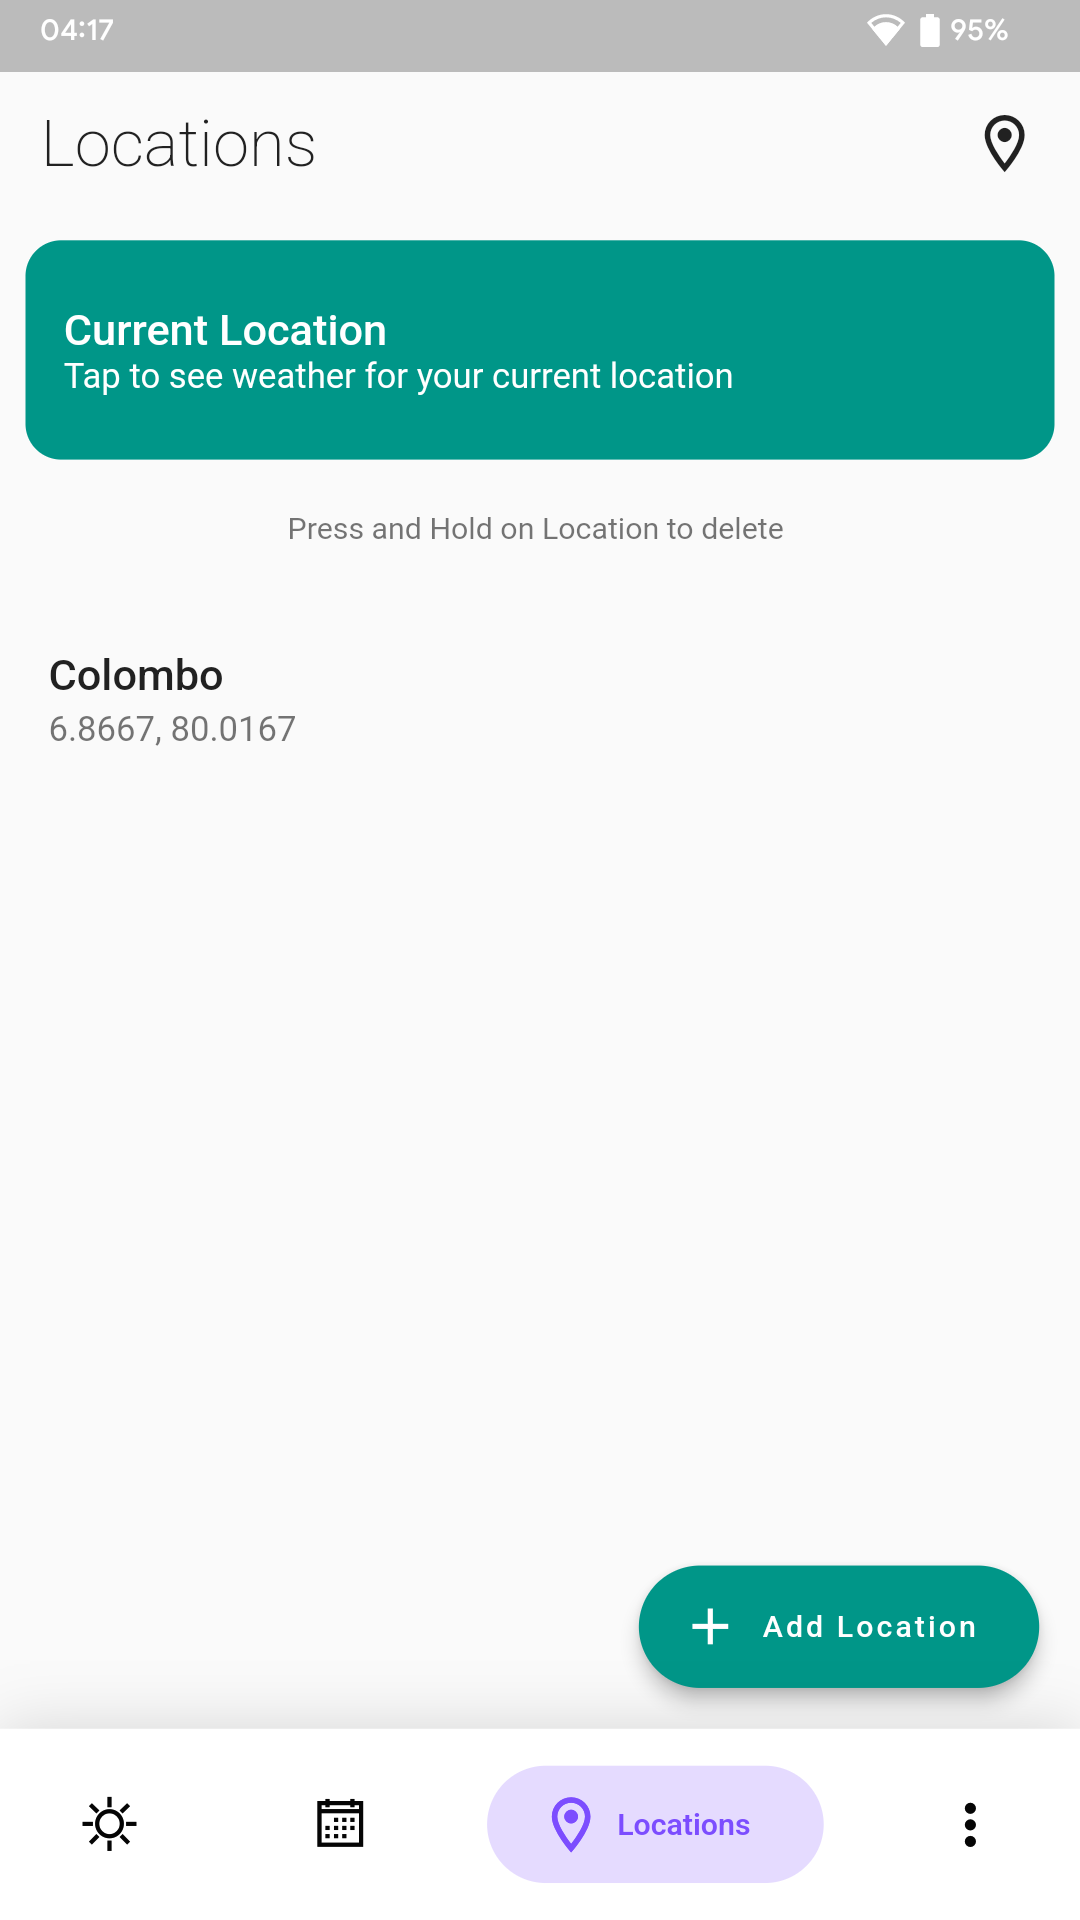 04:17
95%
Locations
Current Location
Tap to see weather for your current location
Press and Hold on Location to delete
Colombo
6.8667, 80.0167
Add Location
Locations